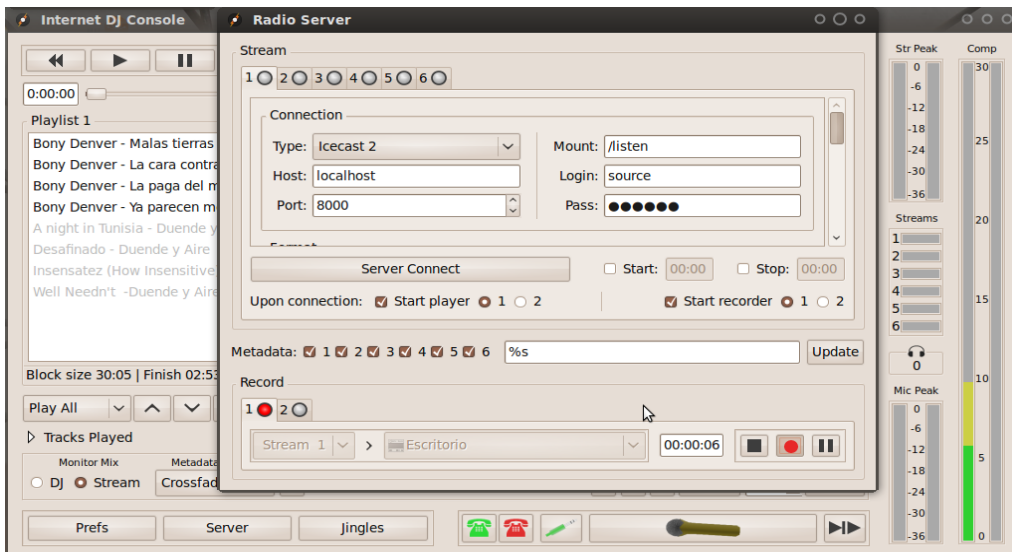 Internet DJ Console
Radio Server
0:00:00
Playlist 1
Bony Denver - Malas tierras
Bony Denver - La cara contra
Bony Denver - La paga del
Bony Denver - Ya parecen
A night in Tunisia - Duende y
Desafinado - Duende y Aire
Insensatez (How Insensitive
Well Needn't -Duende y Aire
Block size 30:05 | Finish 02:53
Play All
Tracks Played
Monitor Mix Metadata
DJ Stream Crossfad
Prefs Server Jingles
Stream
1 2 3 4 5 6
Connection
Type: Icecast 2 Mount: /listen
Host: localhost Login: source
Port: 8000 Pass: ●●●●●●
Server Connect Start: 00:00 Stop: 00:00
Upon connection: Start player 1 2 Start recorder 1 2
Metadata: 1 2 3 4 5 6 %s Update
Record
1 2
Stream 1 > Escritorio 00:00:06
Str Peak
0
-6
-12
-18
-24
-30
-36
Streams
1
2
3
4
5
6
0
Mic Peak
0
-6
-12
-18
-24
-30
-36
Comp
30
25
20
15
10
5
0